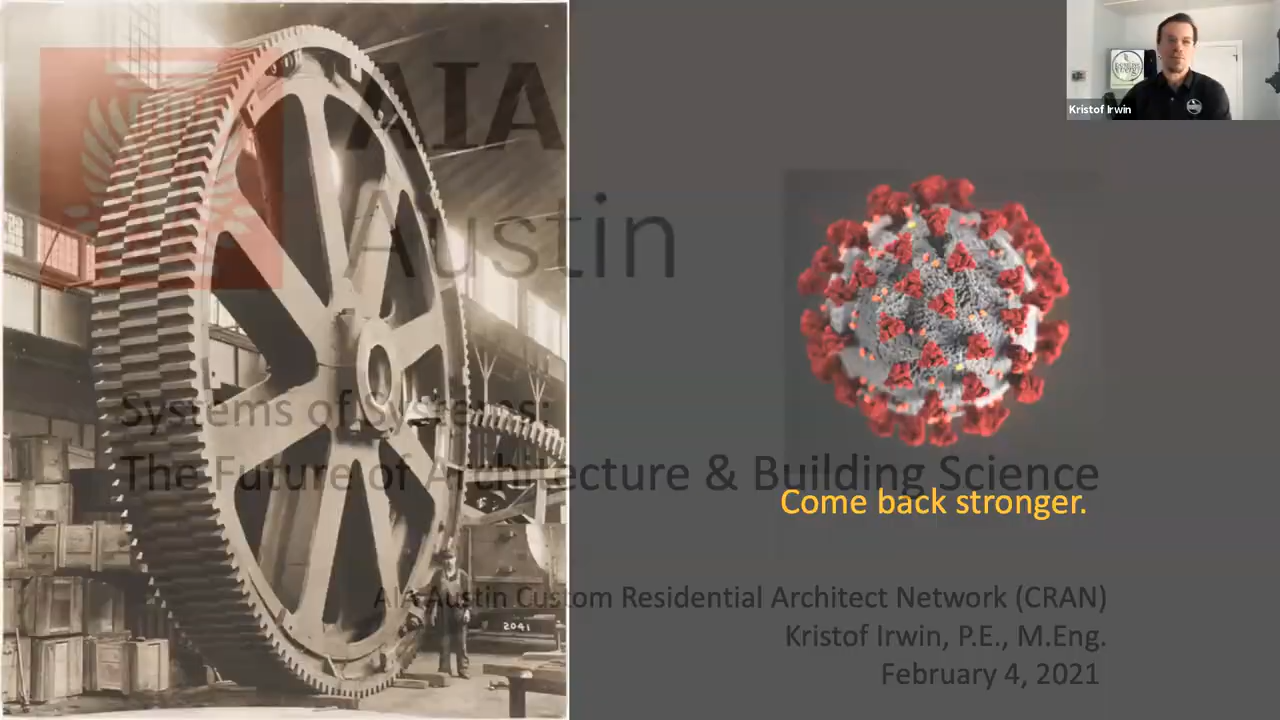 AIA
Austin
Kristof Irwin
Systems of Systems:
The Future of Architecture & Building Science
Come back stronger.
AIA Austin Custom Residential Architect Network (CRAN)
2041
Kristof Irwin, P.E., M.Eng.
February 4, 2021